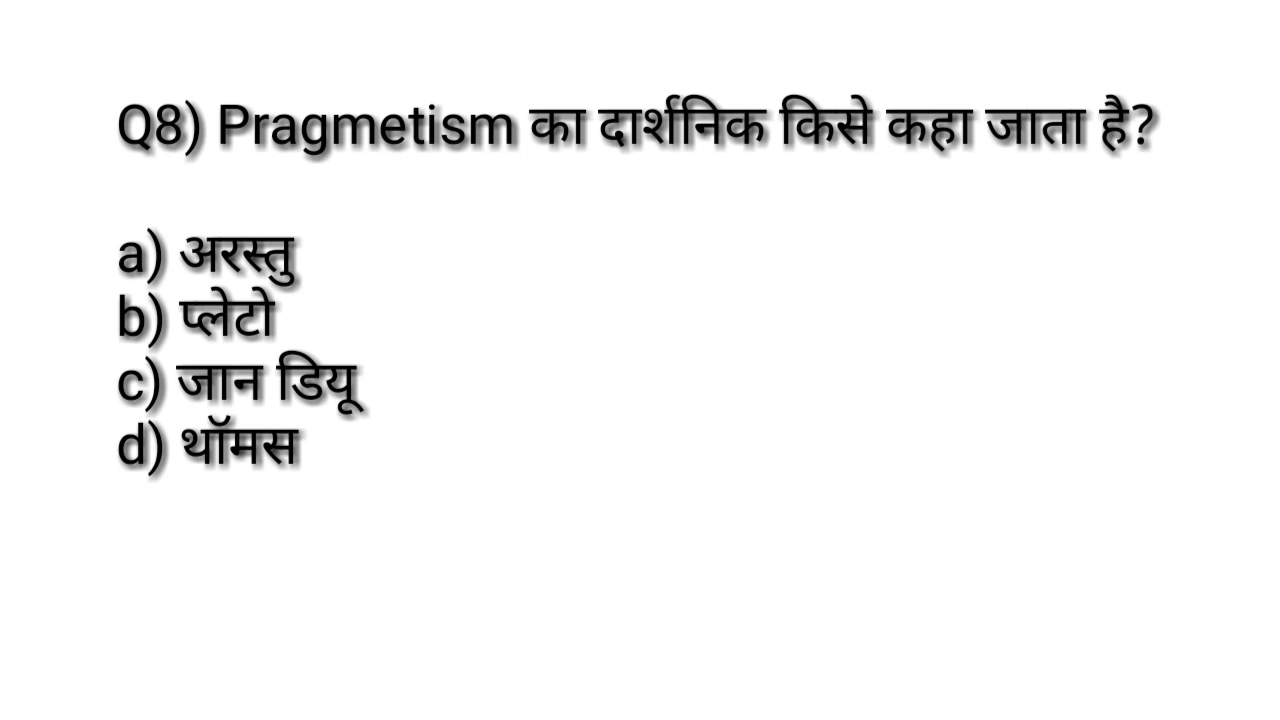 Q8) Pragmetism का दार्शनिक किसे कहा जाता है?
a) अरस्तु
b) प्लेटो
c) जान डियू
d) थॉमस